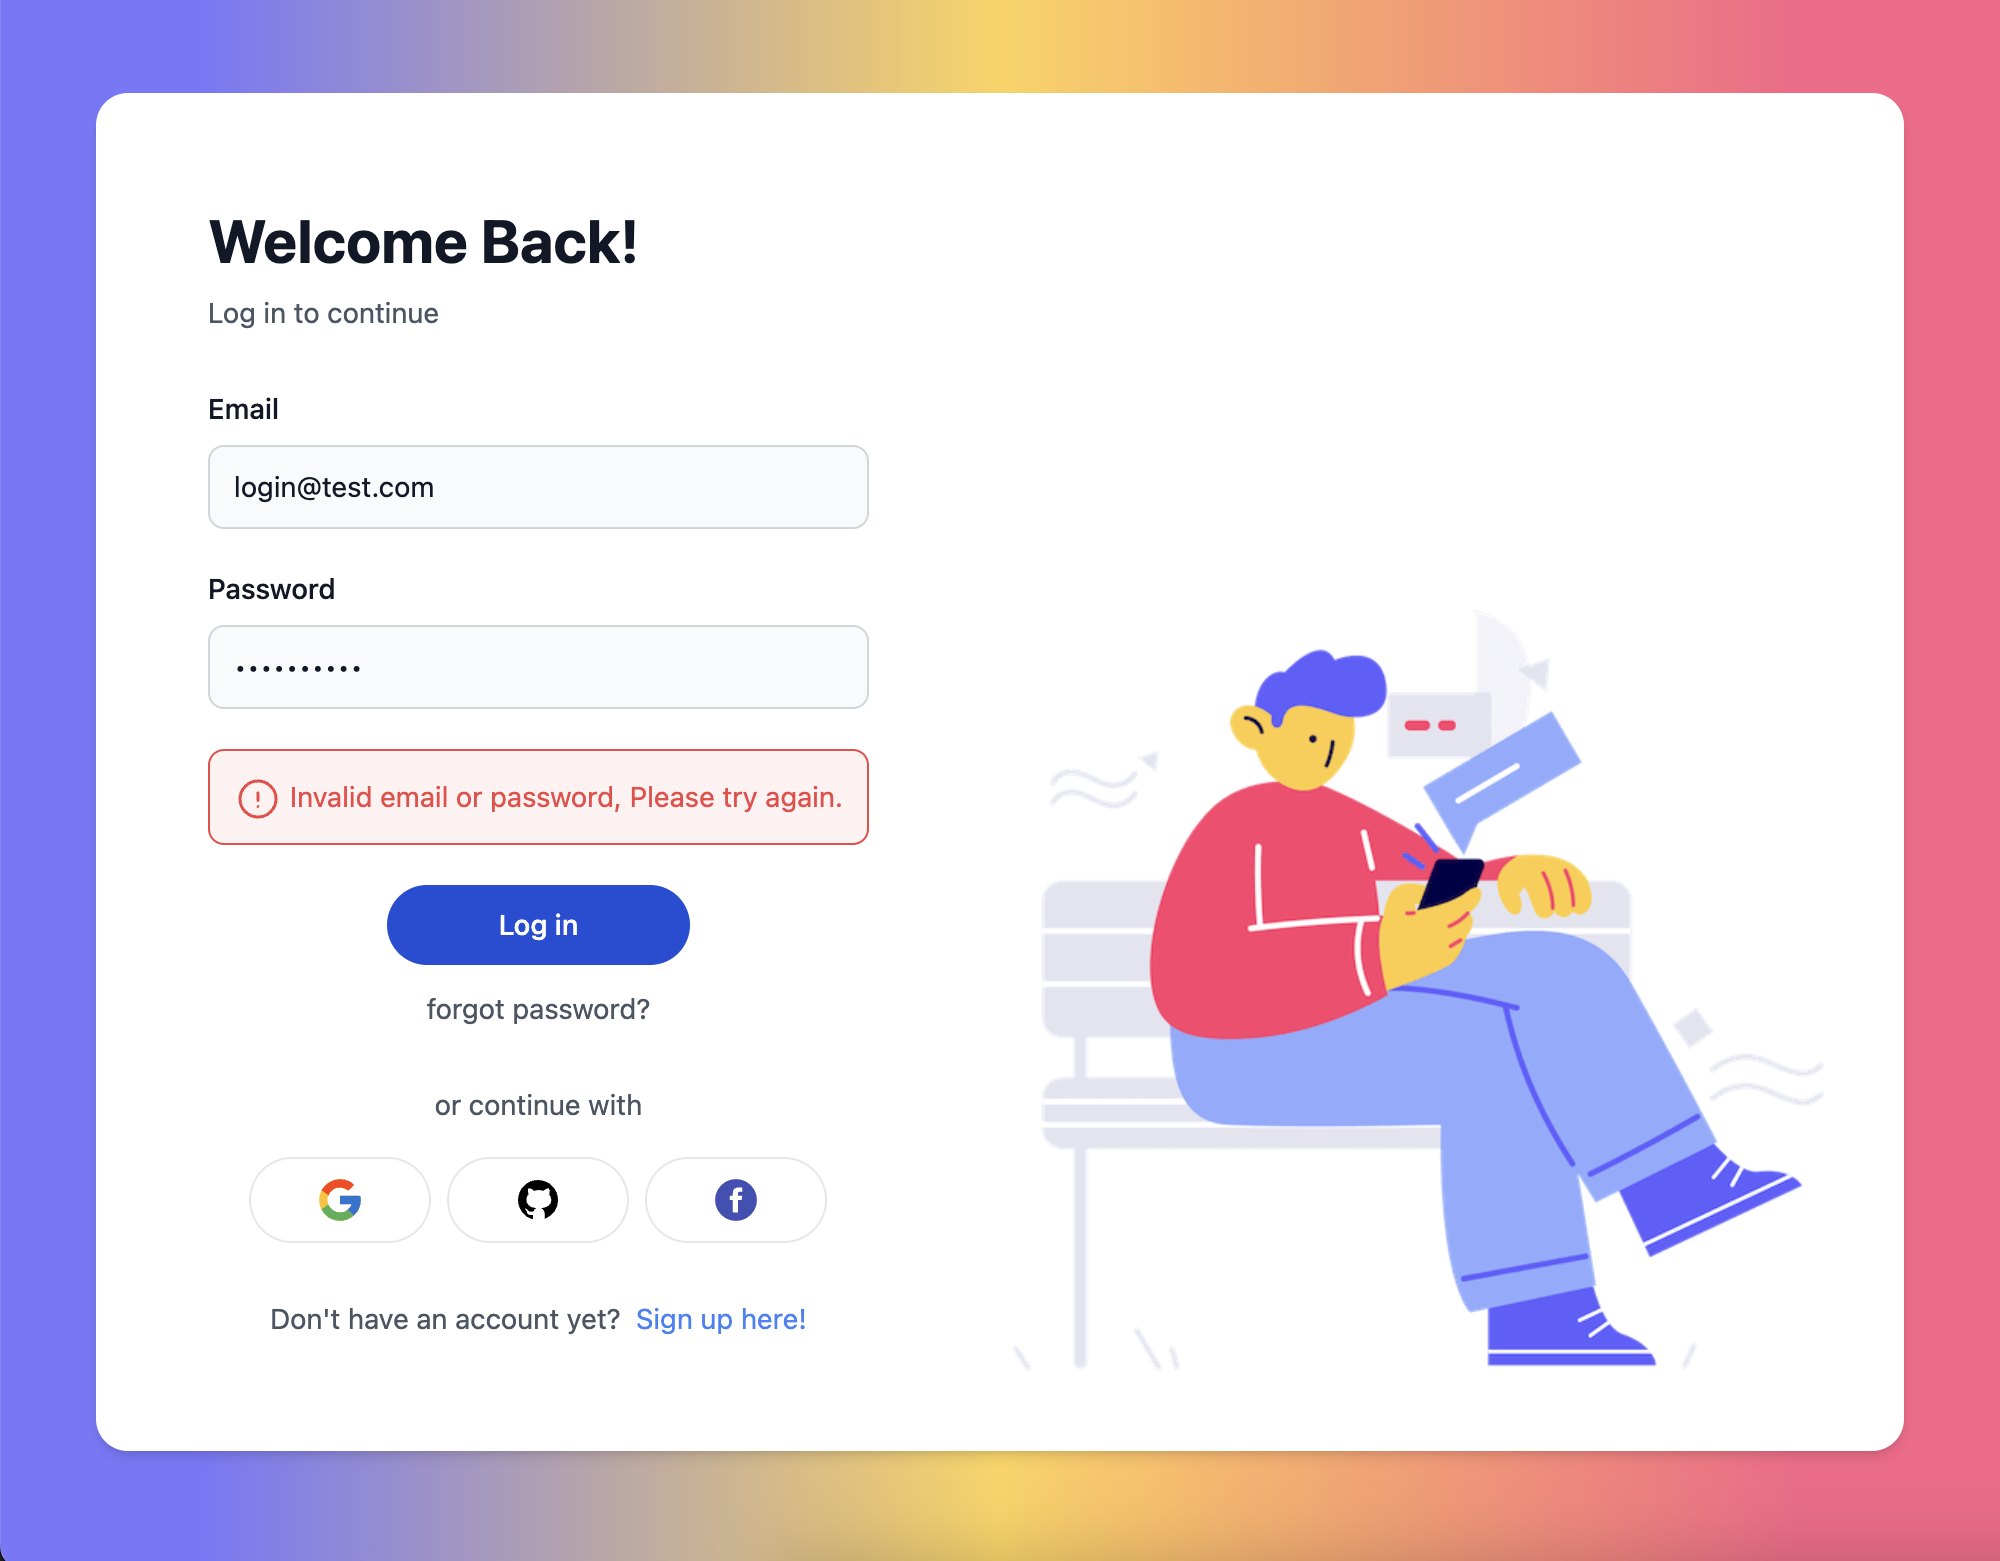 Welcome Back!
Log in to continue
Email
login@test.com
Password
Invalid email or password, Please try again.
Log in
forgot password?
or continue with
Don't have an account yet? Sign up here!